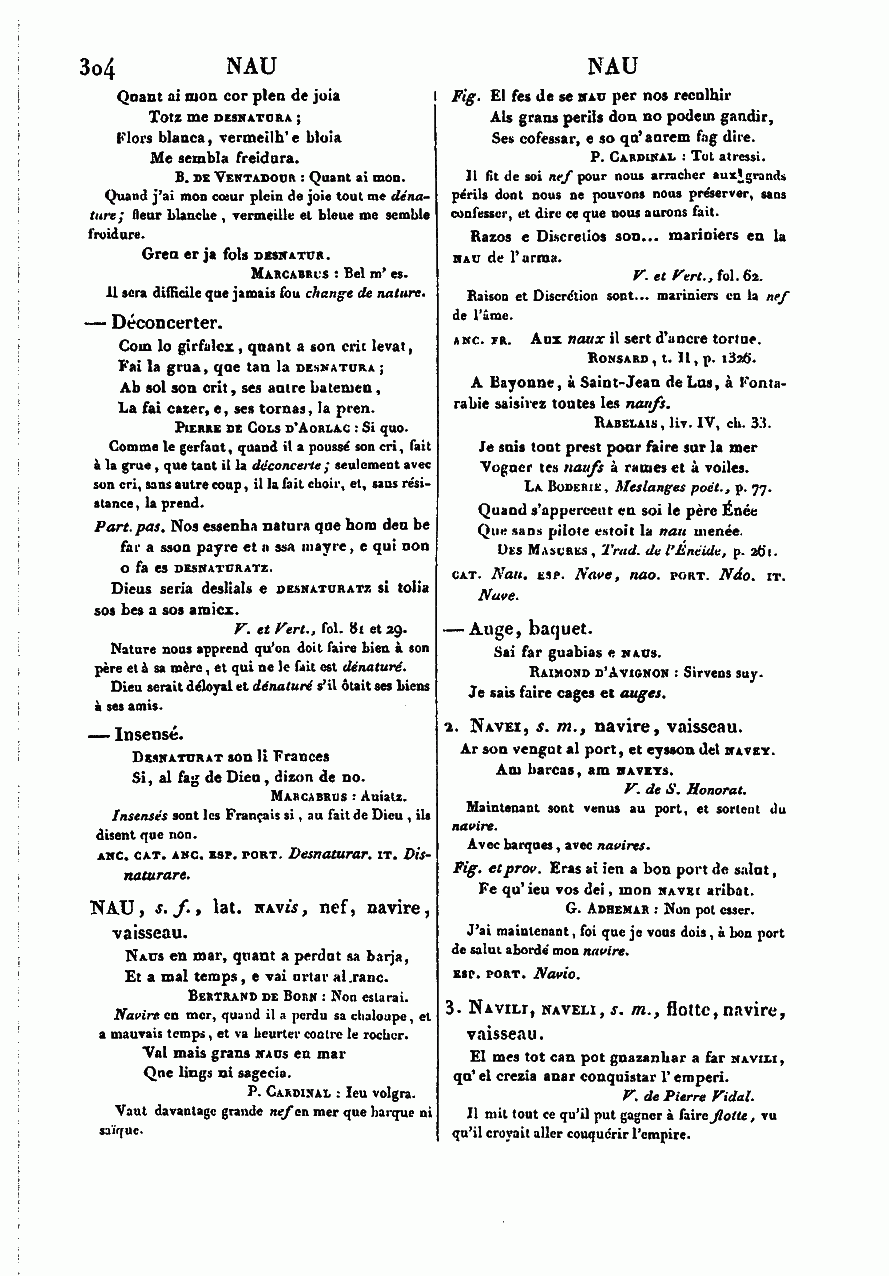 304 NAU NAU
Quant ai mon cor plen de joia
Totz me DESNATURA ;
Flors blanca, vermeilh' e bloia
Me sembla freidura.
B. DE VENTADOUR : Quant ai mon.
Quand j'ai mon cœur plein de joie tout me déna-
ture; fleur blanche, vermeille et bleue me semble
froidure.
Greu er ja fols DESNATUR.
MARCABRUS : Bel m' es.
Il sera difficile que jamais fou change de nature.
— Déconcerter.
Com lo girfalcx, quant a son crit levat,
Fai la grua, que tan la DESNATURA ;
Ab sol son crit, ses autre batemen,
La fai cazer, e, ses tornas, la pren.
PIERRE DE COLS D'AORLAC : Si quo.
Comme le gerfaut, quand il a poussé son cri, fait
à la grue, que tant il la déconcerte; seulement avec
son cri, sans autre coup, il la fait choir, et, sans rési-
stance, la prend.
Part. pas. Nos essenha natura que hom deu be
far a sson payre et a ssa mayre, e qui non
o fa es DESNATURATZ.
Dieus seria deslials e DESNATURATZ si tolia
sos bes a sos amicx.
V. et Vert., fol. 81 et 29.
Nature nous apprend qu'on doit faire bien à son
père et à sa mère, et qui ne le fait est dénaturé.
Dieu serait déloyal et dénaturé s'il ôtait ses biens
à ses amis.
— Insensé.
DESNATURAT son li Frances
Si, al fag de Dieu, dizon de no.
MARCABRUS : Auiatz.
Insensés sont les Français si, au fait de Dieu, ils
disent que non.
ANC. CAT. ANC. ESP. PORT. Desnaturar. IT. Dis-
naturare.
NAU, s. f., lat. NAVis, nef, navire,
vaisseau.
NAUS en mar, quant a perdut sa barja,
Et a mal temps, e vai urtar al ranc.
BERTRAND DE BORN : Non estarai.
Navire en mer, quand il a perdu sa chaloupe, et
a mauvais temps, et va heurter contre le rocher.
Val mais grans NAUS en mar
Que lings ni sagecia.
P. CARDINAL : Ieu volgra.
Vaut davantage grande nef en mer que barque ni
saïque.
Fig. El fes de se NAU per nos reculhir
Als grans perils don no podem gandir,
Ses cofessar, e so qu' aurem fag dire.
P. CARDINAL : Tot atressi.
Il fit de soi nef pour nous arracher aux grands
périls dont nous ne pouvons nous préserver, sans
confesser, et dire ce que nous aurons fait.
Razos e Discretios son... mariniers en la
NAU de l'arma.
V. et Vert., fol. 62.
Raison et Discrétion sont... mariniers en la nef
de l'âme.
ANC. FR. Aux naux il sert d'ancre tortue.
RONSARD, t. II, p. 1326.
A Bayonne, à Saint-Jean de Lus, à Fonta-
rabie saisirez toutes les naufs.
RABELAIS, liv. IV, ch. 33.
Je suis tout prest pour faire sur la mer
Voguer tes naufs à rames et à voiles.
LA BODERIE, Meslanges poét., p. 77.
Quand s'apperceut en soi le père Énée
Que sans pilote estoit la nau menée.
DES MASURES, Trad. de l'Énéide, p. 261.
CAT. Nau. ESP. Nave, nao. PORT. Náo. IT.
Nave.
— Auge, baquet.
Sai far guabias e NAUS.
RAIMOND D'AVIGNON : Sirvens suy.
Je sais faire cages et auges.
2. NAVEI, s. m., navire, vaisseau.
Ar son vengut al port, et eysson del NAVEY.
Am barcas, am NAVEYS.
V. de S. Honorat.
Maintenant sont venus au port, et sortent du
navire.
Avec barques, avec navires.
Fig. et prov. Eras ai ien a bon port de salut,
Fe qu' ieu vos dei, mon NAVEI aribat.
G. ADHEMAR : Non pot esser.
J'ai maintenant, foi que je vous dois, à bon port
de salut abordé mon navire.
ESP. PORT. Navio.
3. NAVILI, NAVELI, s. m., flotte, navire,
vaisseau.
El mes tot can pot guazanhar a far NAVILI,
qu' el crezia anar conquistar l' emperi.
V. de Pierre Vidal.
Il mit tout ce qu'il put gagner à faire flotte, vu
qu'il croyait aller conquérir l'empire.